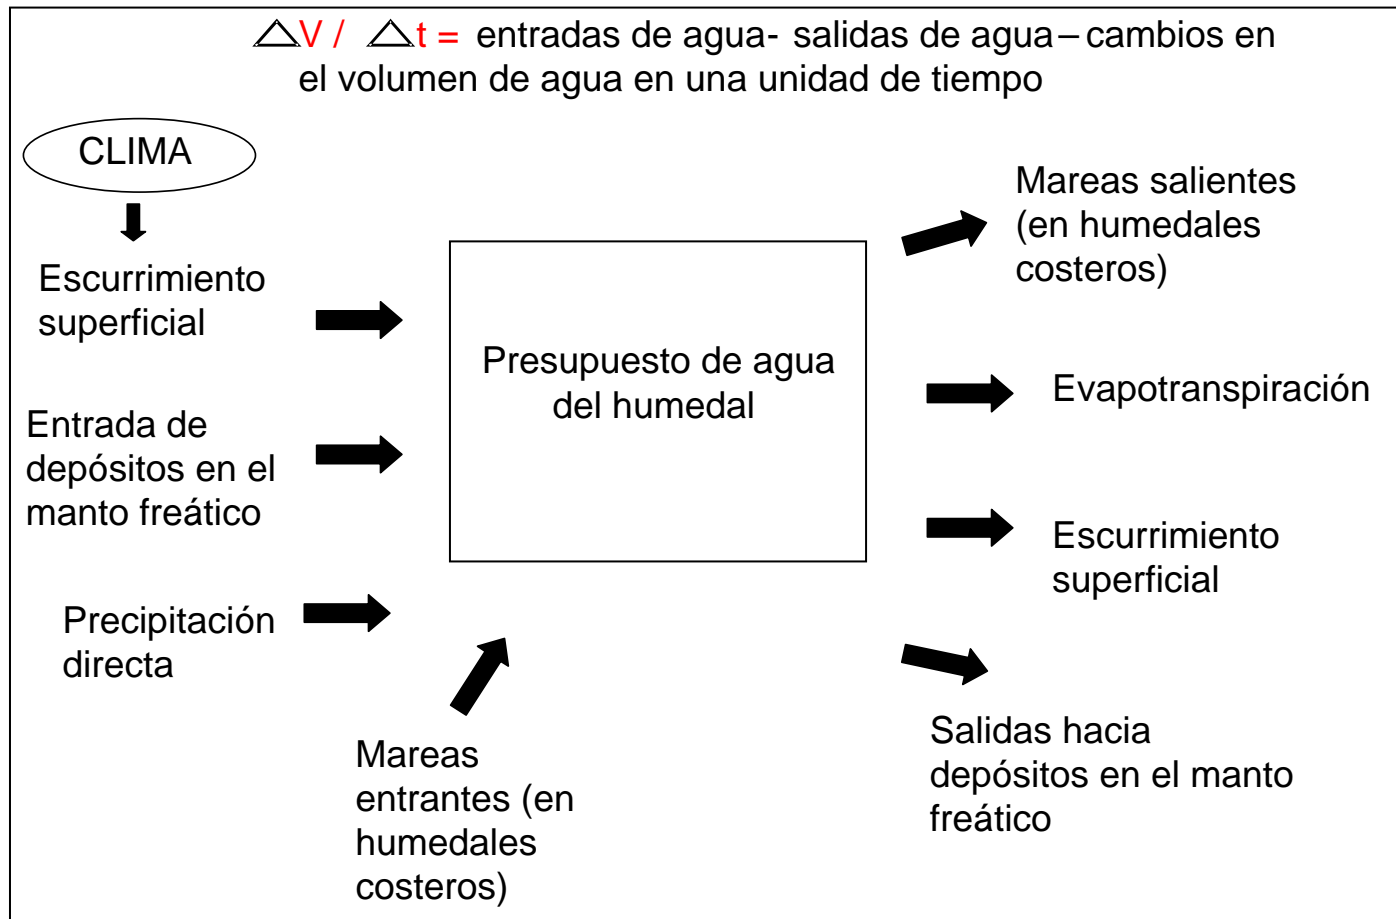 △V / △t = entradas de agua- salidas de agua – cambios en
el volumen de agua en una unidad de tiempo
CLIMA
Escurrimiento
superficial
Entrada de
depósitos en el
manto freático
Precipitación
directa
Mareas
entrantes (en
humedales
costeros)
Presupuesto de agua
del humedal
Mareas salientes
(en humedales
costeros)
Evapotranspiración
Escurrimiento
superficial
Salidas hacia
depósitos en el manto
freático